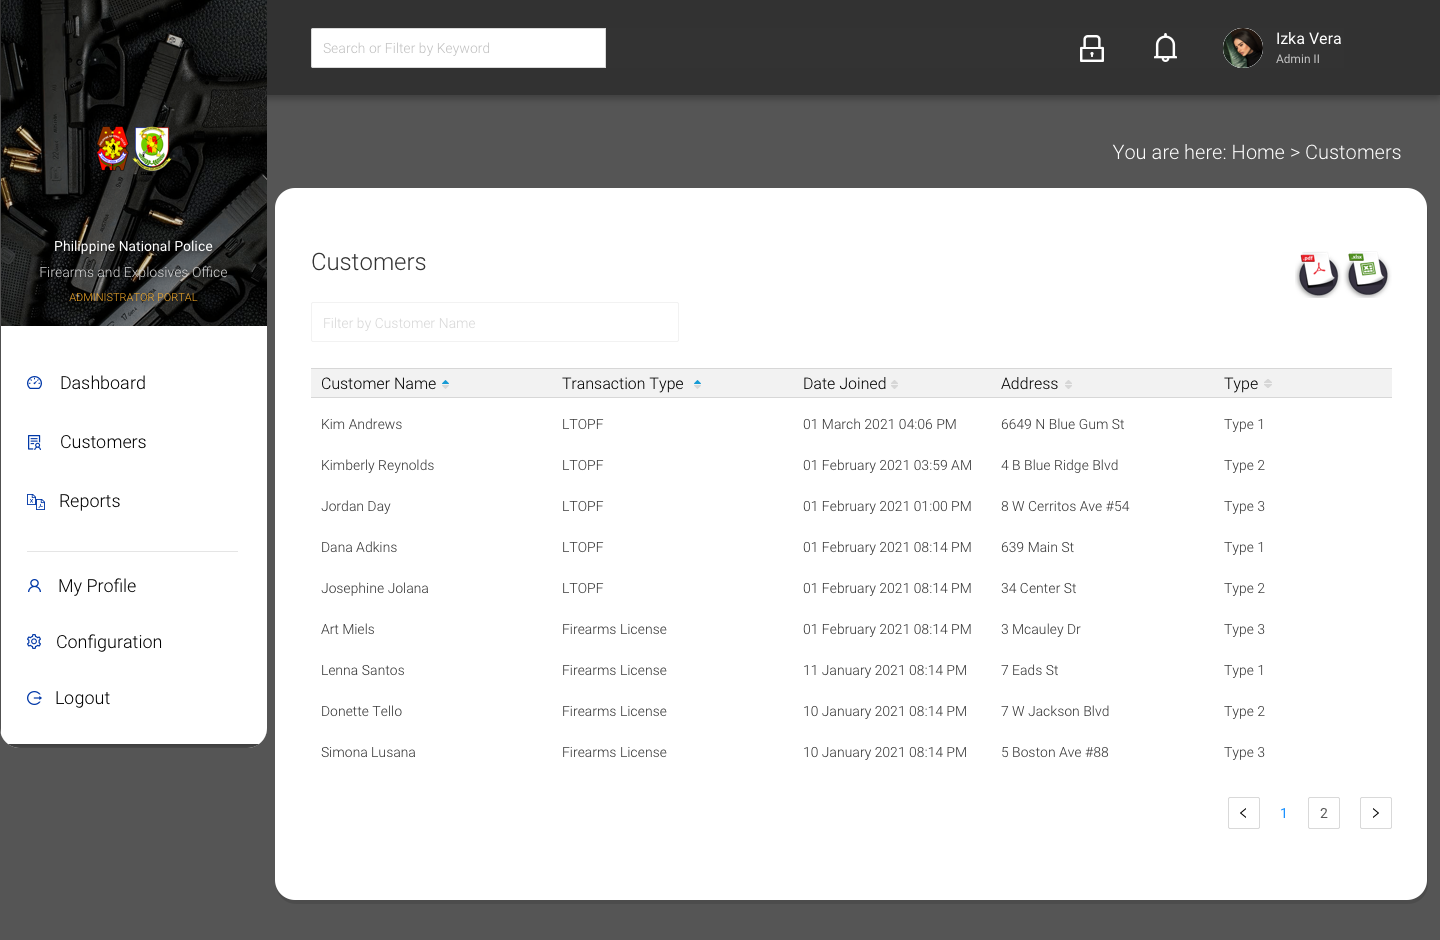 Search or Filter by Keyword
Izka Vera
Admin II
You are here: Home > Customers
Philippine National Police
Firearms and Explosives Office
ADMINISTRATOR PORTAL
Dashboard
Customers
Reports
My Profile
Configuration
Logout
Customers
.pdf
.xlsx
Filter by Customer Name
Customer Name Transaction Type Date Joined Address Type
Kim Andrews LTOPF 01 March 2021 04:06 PM 6649 N Blue Gum St Type 1
Kimberly Reynolds LTOPF 01 February 2021 03:59 AM 4 B Blue Ridge Blvd Type 2
Jordan Day LTOPF 01 February 2021 01:00 PM 8 W Cerritos Ave #54 Type 3
Dana Adkins LTOPF 01 February 2021 08:14 PM 639 Main St Type 1
Josephine Jolana LTOPF 01 February 2021 08:14 PM 34 Center St Type 2
Art Miels Firearms License 01 February 2021 08:14 PM 3 Mcauley Dr Type 3
Lenna Santos Firearms License 11 January 2021 08:14 PM 7 Eads St Type 1
Donette Tello Firearms License 10 January 2021 08:14 PM 7 W Jackson Blvd Type 2
Simona Lusana Firearms License 10 January 2021 08:14 PM 5 Boston Ave #88 Type 3
< 1 2 >